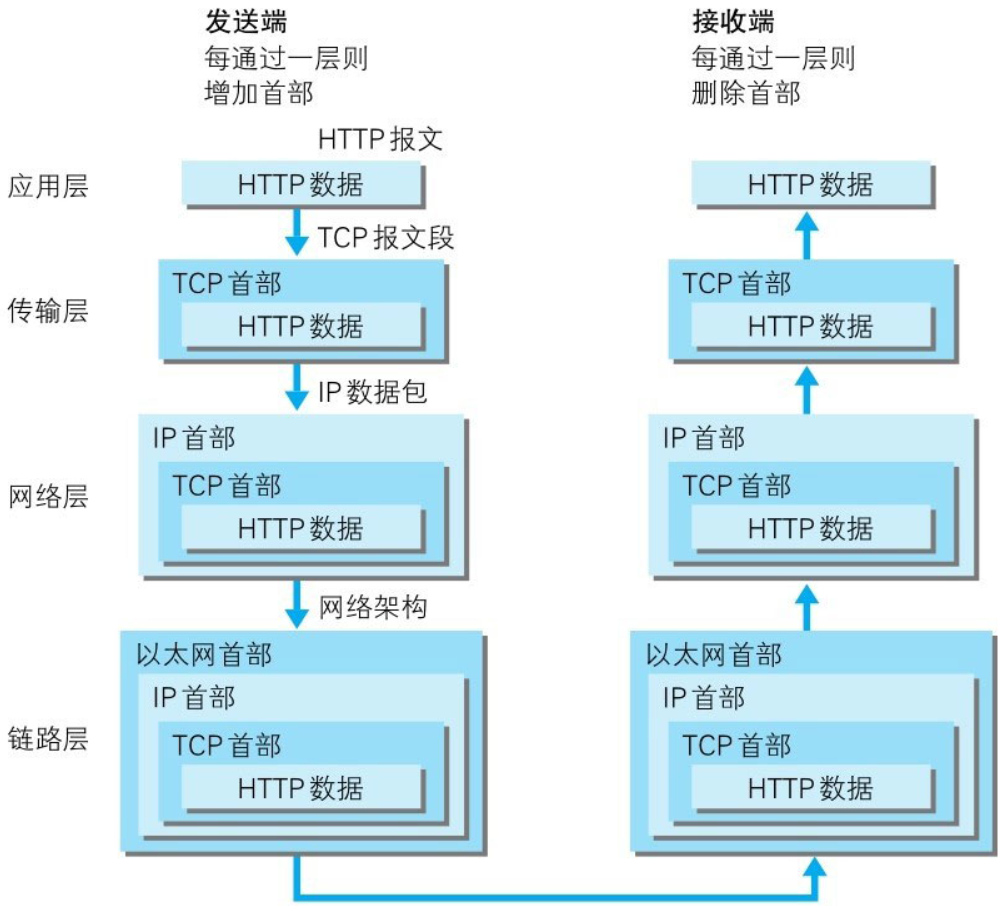 发送端
每通过一层则
增加首部
接收端
每通过一层则
删除首部
HTTP 报文
应用层
HTTP 数据
HTTP 数据
TCP 报文段
传输层
TCP 首部
HTTP 数据
TCP 首部
HTTP 数据
IP 数据包
网络层
IP 首部
TCP 首部
HTTP 数据
IP 首部
TCP 首部
HTTP 数据
网络架构
链路层
以太网首部
IP 首部
TCP 首部
HTTP 数据
以太网首部
IP 首部
TCP 首部
HTTP 数据